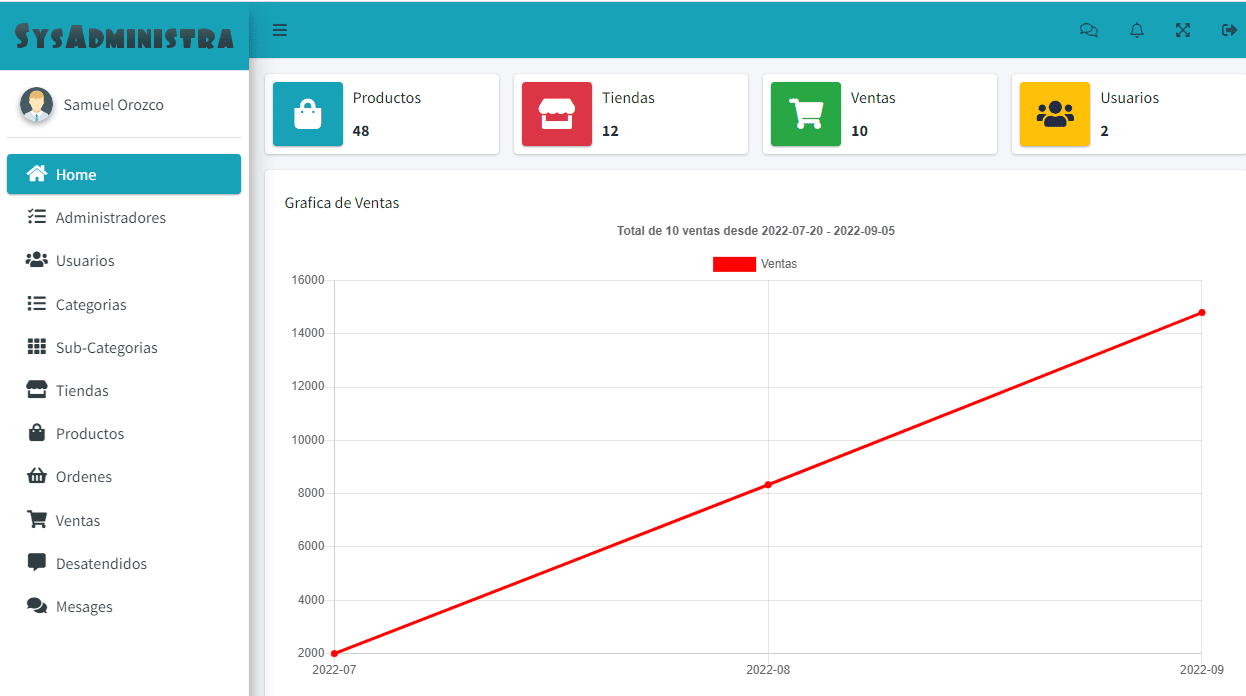 SysAdministra
Samuel Orozco
Home
Administradores
Usuarios
Categorias
Sub-Categorias
Tiendas
Productos
Ordenes
Ventas
Desatendidos
Mesages
Productos
48
Tiendas
12
Ventas
10
Usuarios
2
Grafica de Ventas
Total de 10 ventas desde 2022-07-20 - 2022-09-05
Ventas
16000
14000
12000
10000
8000
6000
4000
2000
2022-07 2022-08 2022-09